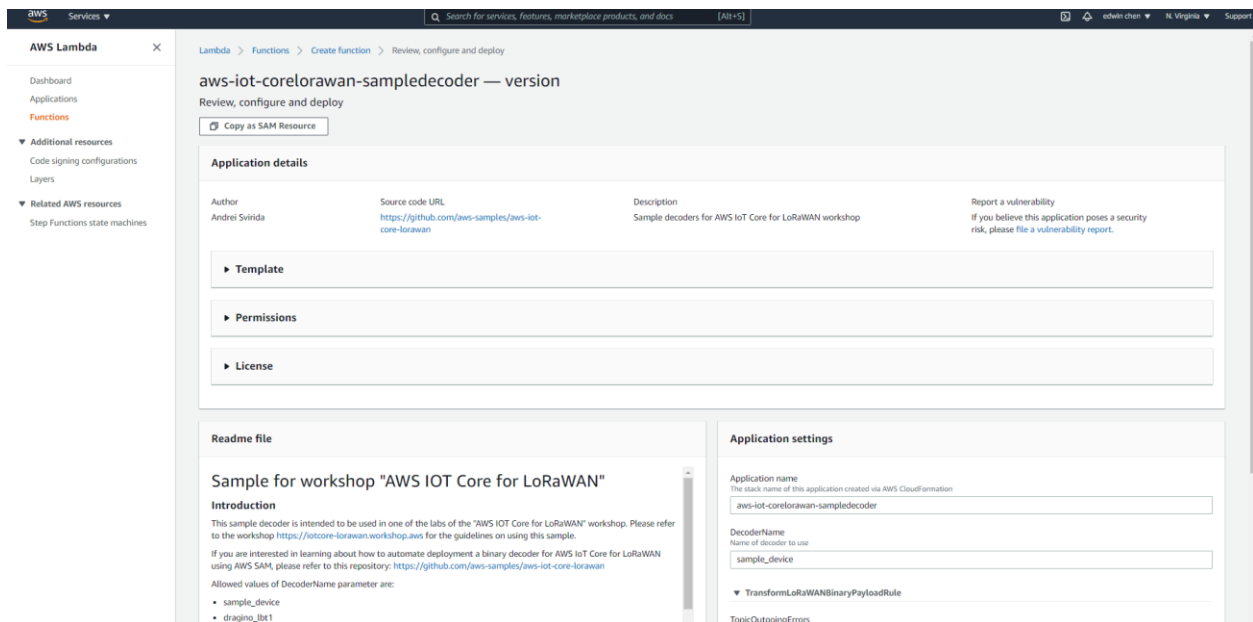 aws
Services ▼
Search for services, features, marketplace products, and docs
[Alt+S]
edwin chen ▼
N. Virginia ▼
Support
AWS Lambda
Dashboard
Applications
Functions
▼ Additional resources
Code signing configurations
Layers
▼ Related AWS resources
Step Functions state machines
Lambda > Functions > Create function > Review, configure and deploy
aws-iot-corelorawan-sampledecoder — version
Review, configure and deploy
Copy as SAM Resource
Application details
Author
Andrei Svirida
Source code URL
https://github.com/aws-samples/aws-iot-
core-lorawan
Description
Sample decoders for AWS IoT Core for LoRaWAN workshop
Report a vulnerability
If you believe this application poses a security
risk, please file a vulnerability report.
▶ Template
▶ Permissions
▶ License
Readme file
Sample for workshop "AWS IOT Core for LoRaWAN"
Introduction
This sample decoder is intended to be used in one of the labs of the "AWS IOT Core for LoRaWAN" workshop. Please refer
to the workshop https://iotcore-lorawan.workshop.aws for the guidelines on using this sample.
If you are interested in learning about how to automate deployment a binary decoder for AWS IoT Core for LoRaWAN
using AWS SAM, please refer to this repository: https://github.com/aws-samples/aws-iot-core-lorawan
Allowed values of DecoderName parameter are:
• sample_device
• dragino_lbt1
Application settings
Application name
The stack name of this application created via AWS CloudFormation
aws-iot-corelorawan-sampledecoder
DecoderName
Name of decoder to use
sample_device
▼ TransformLoRaWANBinaryPayloadRule
TopicOutgoingErrors